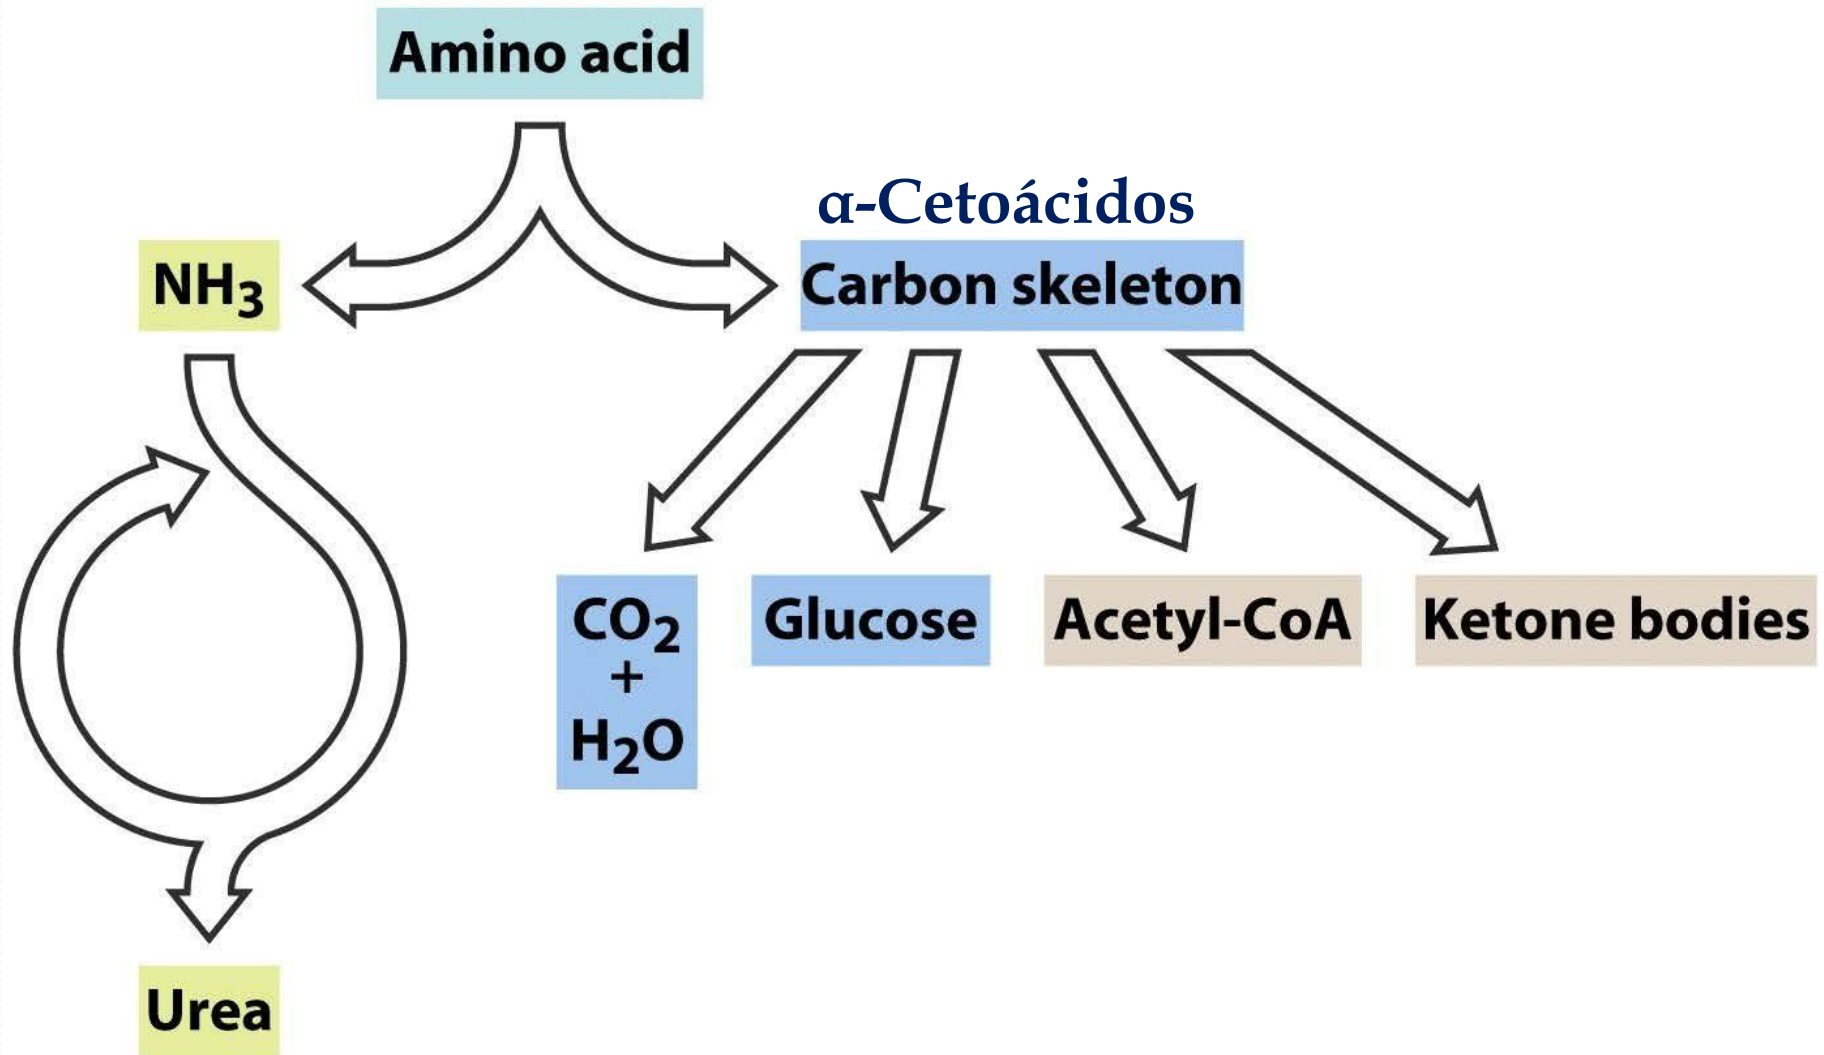 Amino acid
α-Cetoácidos
NH₃
Carbon skeleton
CO₂
+
H₂O
Glucose
Acetyl-CoA
Ketone bodies
Urea